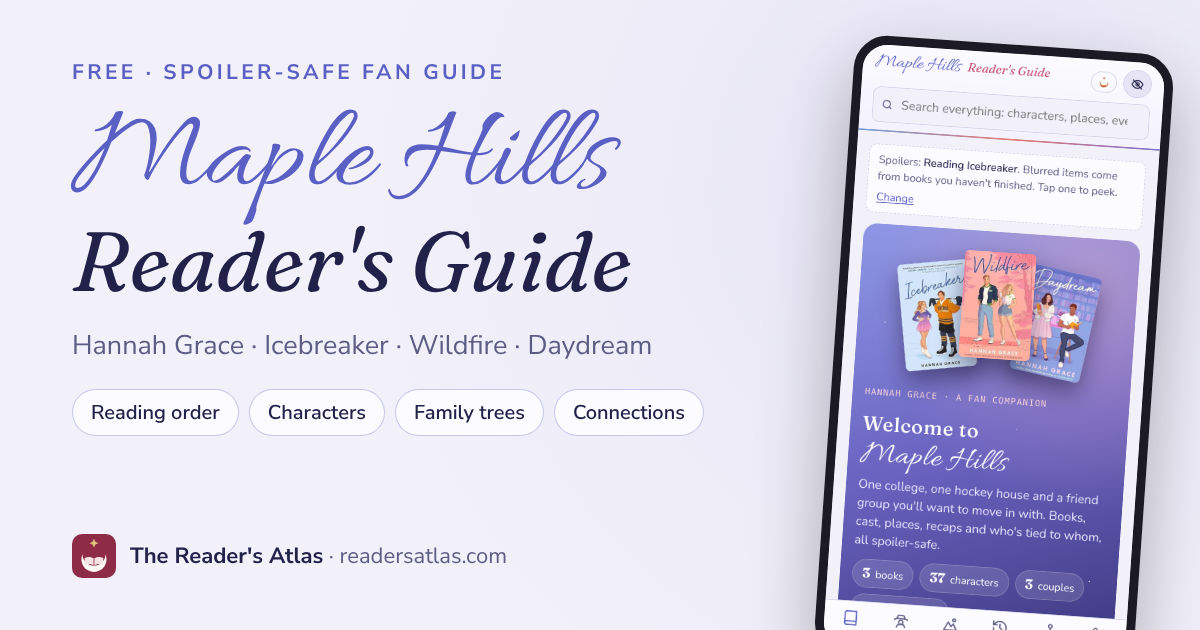 FREE · SPOILER-SAFE FAN GUIDE
Maple Hills
Reader's Guide
Hannah Grace · Icebreaker · Wildfire · Daydream
Reading order
Characters
Family trees
Connections
The Reader's Atlas · readersatlas.com
Maple Hills Reader's Guide
Search everything: characters, places, eve
Spoilers: Reading Icebreaker. Blurred items come
from books you haven't finished. Tap one to peek.
Change
Icebreaker
HANNAH GRACE
Wildfire
HANNAH GRACE
Daydream
HANNAH GRACE
HANNAH GRACE · A FAN COMPANION
Welcome to
Maple Hills
One college, one hockey house and a friend
group you'll want to move in with. Books,
cast, places, recaps and who's tied to whom,
all spoiler-safe.
3 books
37 characters
3 couples